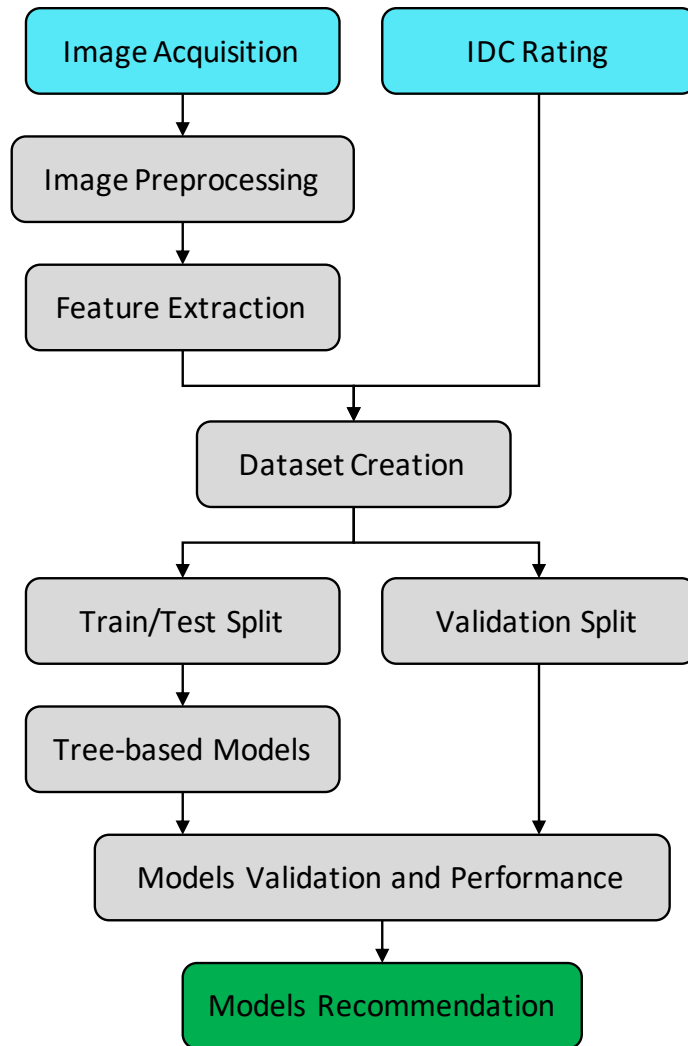 Image Acquisition
IDC Rating
Image Preprocessing
Feature Extraction
Dataset Creation
Train/Test Split
Validation Split
Tree-based Models
Models Validation and Performance
Models Recommendation